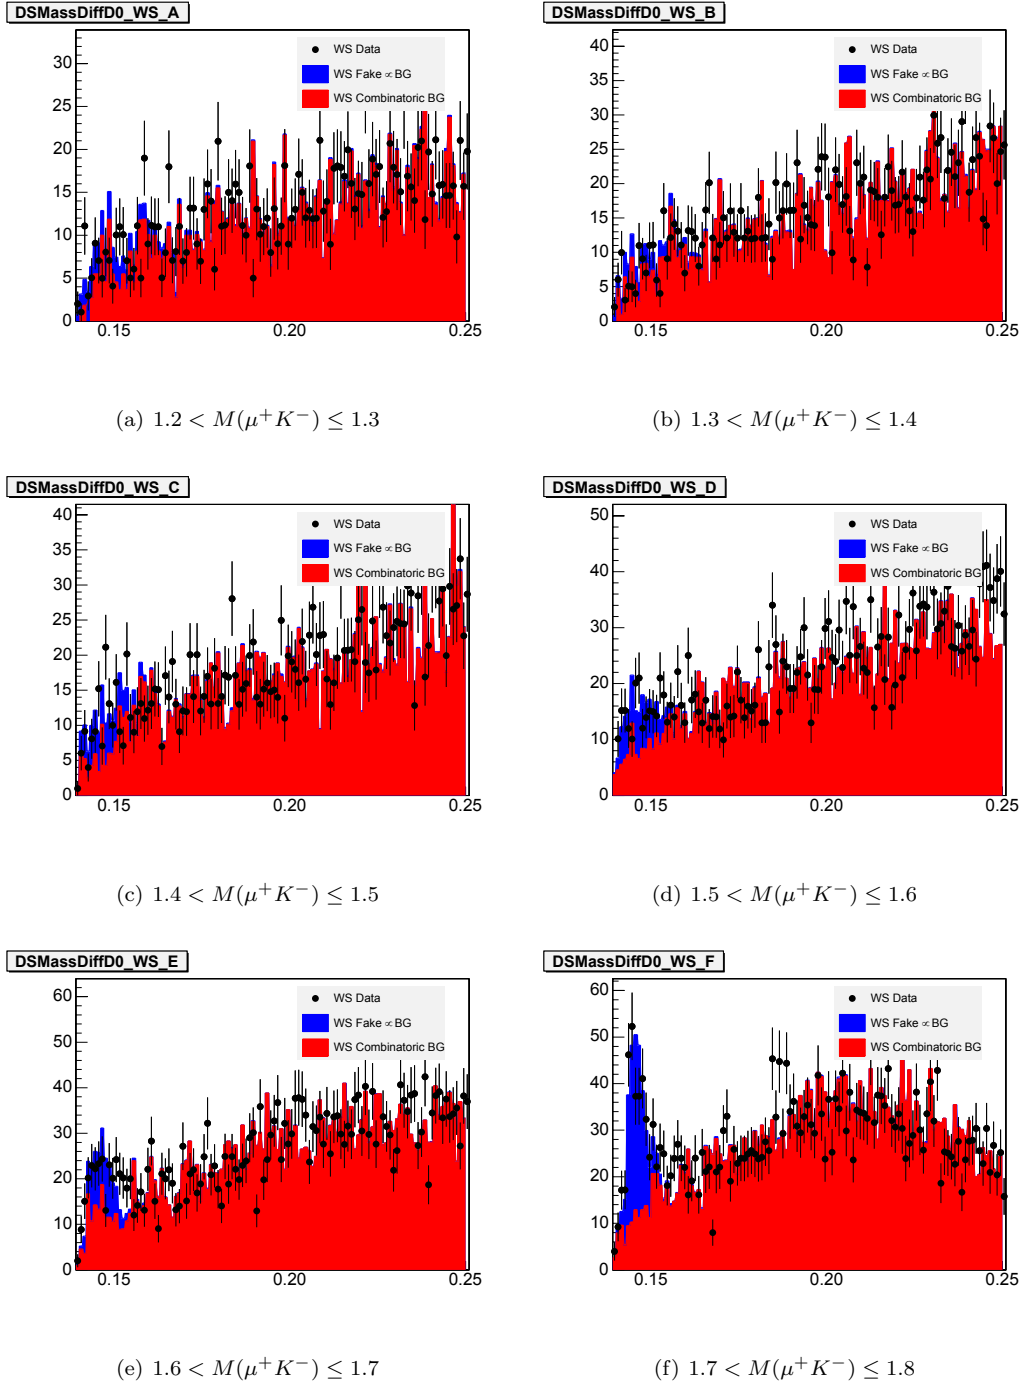 DSMassDiffD0_WS_A
30
25
20
15
10
5
0
0.15 0.20 0.25
WS Data
WS Fake ∝ BG
WS Combinatoric BG
(a) 1.2 < M(μ⁺K⁻) ≤ 1.3
DSMassDiffD0_WS_B
40
35
30
25
20
15
10
5
0
0.15 0.20 0.25
WS Data
WS Fake ∝ BG
WS Combinatoric BG
(b) 1.3 < M(μ⁺K⁻) ≤ 1.4
DSMassDiffD0_WS_C
40
35
30
25
20
15
10
5
0
0.15 0.20 0.25
WS Data
WS Fake ∝ BG
WS Combinatoric BG
(c) 1.4 < M(μ⁺K⁻) ≤ 1.5
DSMassDiffD0_WS_D
50
40
30
20
10
0
0.15 0.20 0.25
WS Data
WS Fake ∝ BG
WS Combinatoric BG
(d) 1.5 < M(μ⁺K⁻) ≤ 1.6
DSMassDiffD0_WS_E
60
50
40
30
20
10
0
0.15 0.20 0.25
WS Data
WS Fake ∝ BG
WS Combinatoric BG
(e) 1.6 < M(μ⁺K⁻) ≤ 1.7
DSMassDiffD0_WS_F
60
50
40
30
20
10
0
0.15 0.20 0.25
WS Data
WS Fake ∝ BG
WS Combinatoric BG
(f) 1.7 < M(μ⁺K⁻) ≤ 1.8